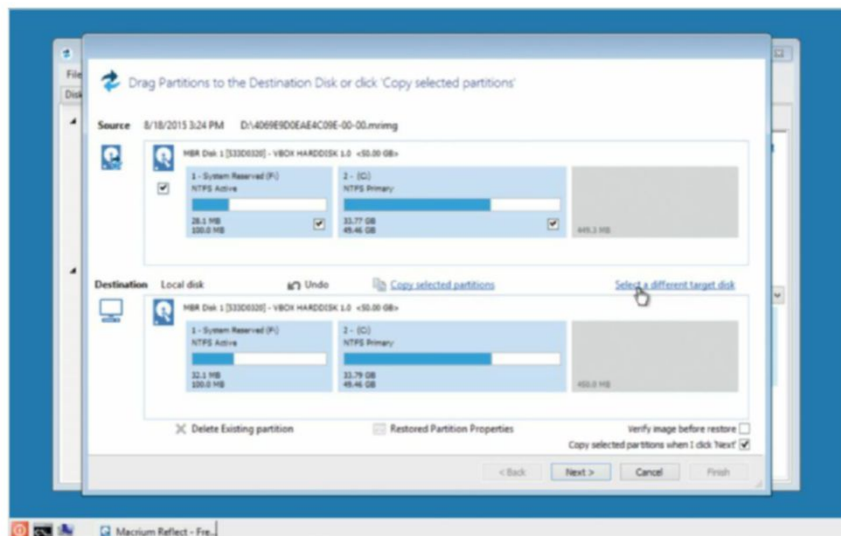 File
Disk
Drag Partitions to the Destination Disk or click 'Copy selected partitions'
Source 8/18/2015 3:24 PM D:\4069E9D0EAE4C09E-00-00.mrimg
MBR Disk 1 [533D0320] - VBOX HARDDISK 1.0 <50.00 GB>
1 - System Reserved (F:) 2 - (C:)
NTFS Active NTFS Primary
28.1 MB 33.77 GB
100.0 MB 49.46 GB 449.3 MB
Destination Local disk Undo Copy selected partitions Select a different target disk
MBR Disk 1 [533D0320] - VBOX HARDDISK 1.0 <50.00 GB>
1 - System Reserved (F:) 2 - (C:)
NTFS Active NTFS Primary
32.1 MB 33.79 GB
100.0 MB 49.46 GB 450.0 MB
Delete Existing partition Restored Partition Properties Verify image before restore
Copy selected partitions when I click 'Next'
< Back Next > Cancel Finish
Macrium Reflect - Fre...